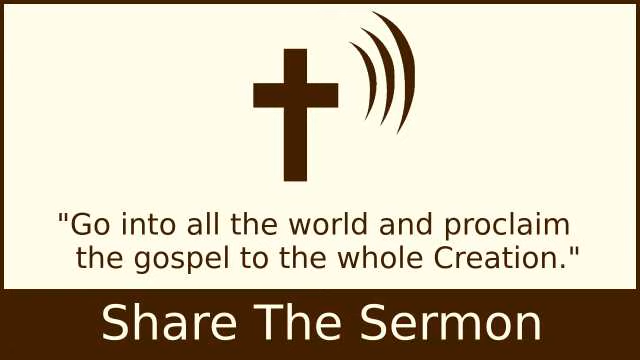 "Go into all the world and proclaim
the gospel to the whole Creation."
Share The Sermon